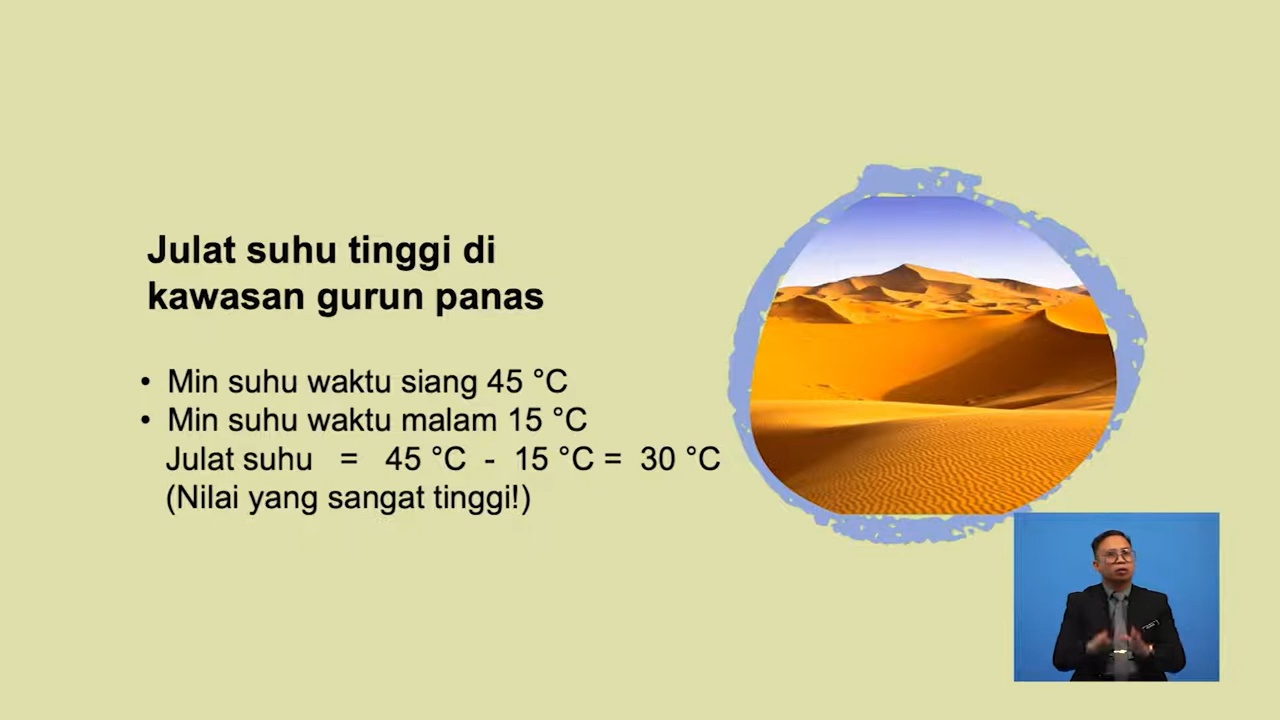 Julat suhu tinggi di
kawasan gurun panas
• Min suhu waktu siang 45 °C
• Min suhu waktu malam 15 °C
Julat suhu = 45 °C - 15 °C = 30 °C
(Nilai yang sangat tinggi!)